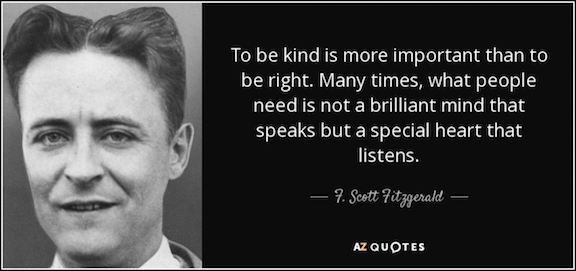 To be kind is more important than to
be right. Many times, what people
need is not a brilliant mind that
speaks but a special heart that
listens.
— F. Scott Fitzgerald —
AZ QUOTES